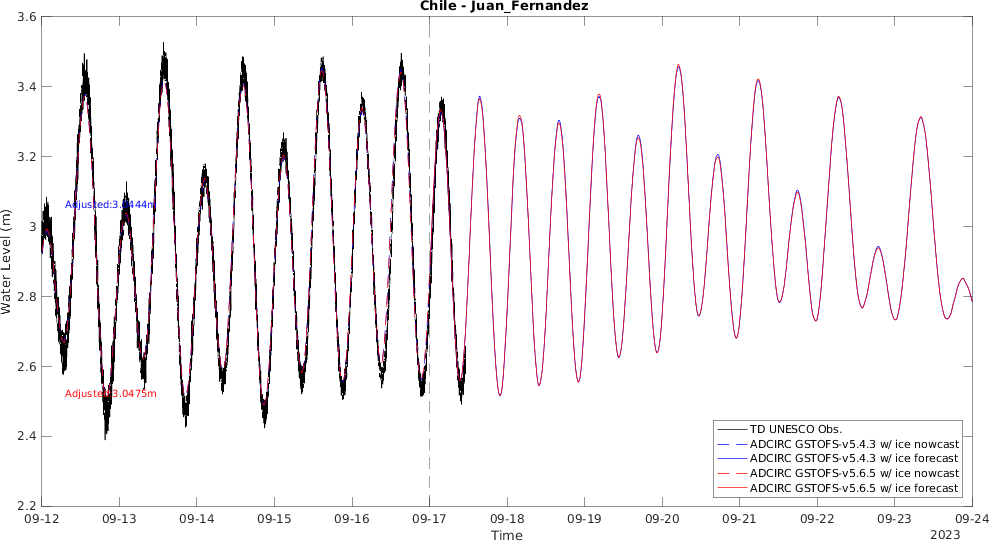 Chile - Juan_Fernandez
3.6
3.4
3.2
3
2.8
2.6
2.4
2.2
Water Level (m)
Adjusted:3.0444m
Adjusted:3.0475m
TD UNESCO Obs.
ADCIRC GSTOFS-v5.4.3 w/ ice nowcast
ADCIRC GSTOFS-v5.4.3 w/ ice forecast
ADCIRC GSTOFS-v5.6.5 w/ ice nowcast
ADCIRC GSTOFS-v5.6.5 w/ ice forecast
09-12 09-13 09-14 09-15 09-16 09-17 09-18 09-19 09-20 09-21 09-22 09-23 09-24
Time
2023